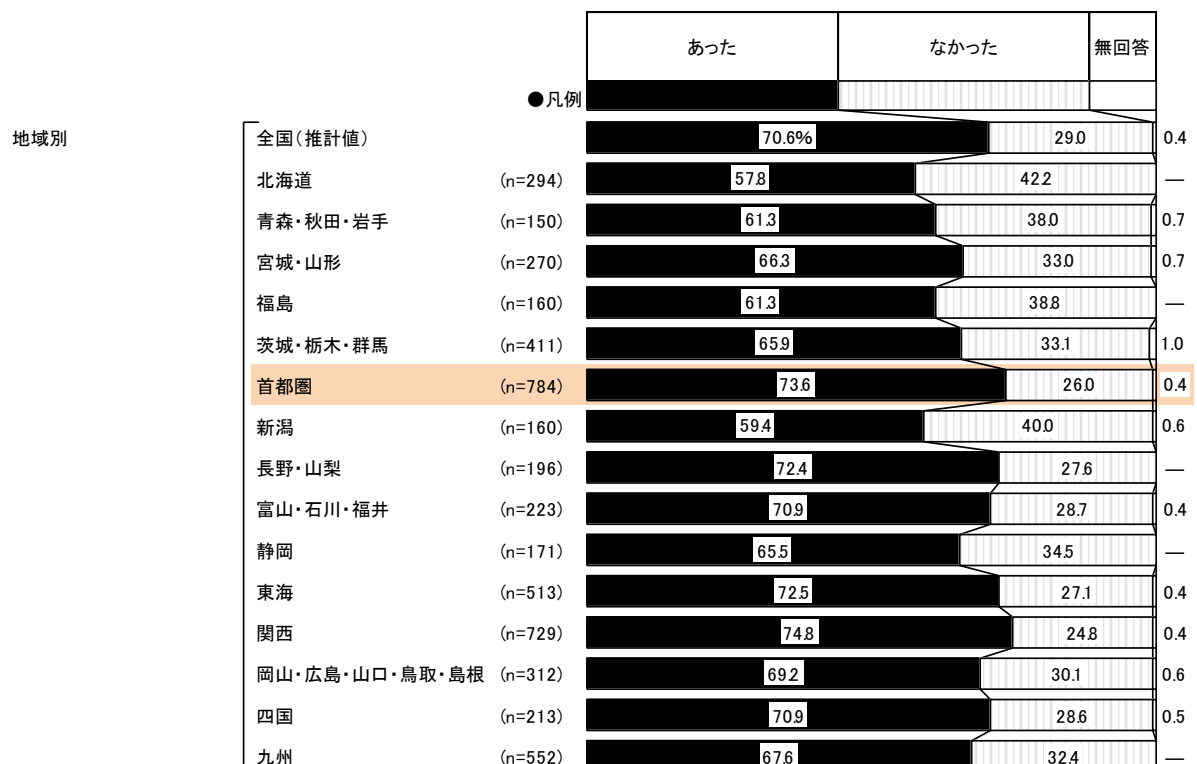 あった なかった 無回答
●凡例
地域別 全国(推計値) 70.6% 29.0 0.4
北海道 (n=294) 57.8 42.2 ―
青森・秋田・岩手 (n=150) 61.3 38.0 0.7
宮城・山形 (n=270) 66.3 33.0 0.7
福島 (n=160) 61.3 38.8 ―
茨城・栃木・群馬 (n=411) 65.9 33.1 1.0
首都圏 (n=784) 73.6 26.0 0.4
新潟 (n=160) 59.4 40.0 0.6
長野・山梨 (n=196) 72.4 27.6 ―
富山・石川・福井 (n=223) 70.9 28.7 0.4
静岡 (n=171) 65.5 34.5 ―
東海 (n=513) 72.5 27.1 0.4
関西 (n=729) 74.8 24.8 0.4
岡山・広島・山口・鳥取・島根 (n=312) 69.2 30.1 0.6
四国 (n=213) 70.9 28.6 0.5
九州 (n=552) 67.6 32.4 ―